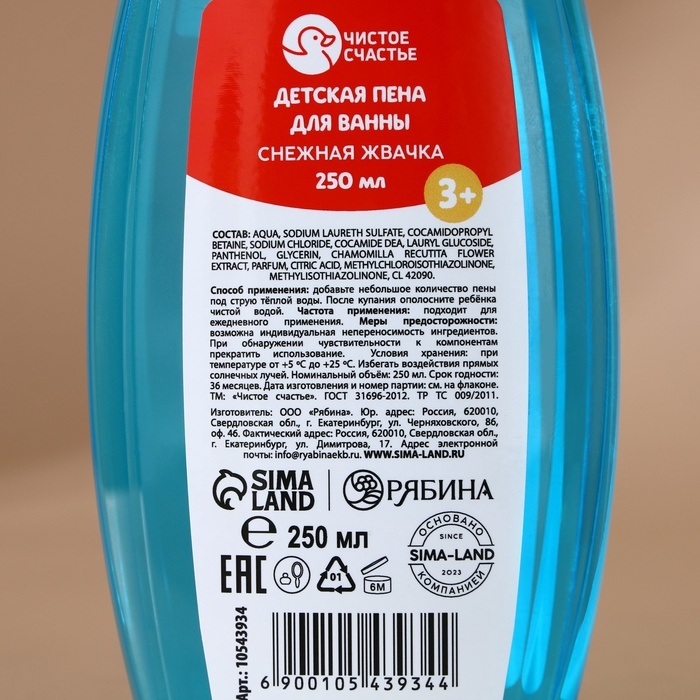 ЧИСТОЕ
СЧАСТЬЕ
ДЕТСКАЯ ПЕНА
ДЛЯ ВАННЫ
СНЕЖНАЯ ЖВАЧКА
250 мл
3+
СОСТАВ: AQUA, SODIUM LAURETH SULFATE, COCAMIDOPROPYL
BETAINE, SODIUM CHLORIDE, COCAMIDE DEA, LAURYL GLUCOSIDE,
PANTHENOL, GLYCERIN, CHAMOMILLA RECUTITA FLOWER
EXTRACT, PARFUM, CITRIC ACID, METHYLCHLOROISOTHIAZOLINONE,
METHYLISOTHIAZOLINONE, CL 42090.
Способ применения: добавьте небольшое количество пены
под струю тёплой воды. После купания ополосните ребёнка
чистой водой. Частота применения: подходит для
ежедневного применения. Меры предосторожности:
возможна индивидуальная непереносимость ингредиентов.
При обнаружении чувствительности к компонентам
прекратить использование. Условия хранения: при
температуре от +5 ºС до +25 ºС. Избегать воздействия прямых
солнечных лучей. Номинальный объём: 250 мл. Срок годности:
36 месяцев. Дата изготовления и номер партии: см. на флаконе.
ТМ: «Чистое счастье». ГОСТ 31696-2012. ТР ТС 009/2011.
Изготовитель: ООО «Рябина». Юр. адрес: Россия, 620010,
Свердловская обл., г. Екатеринбург, ул. Черняховского, 86,
оф. 46. Фактический адрес: Россия, 620010, Свердловская обл.,
г. Екатеринбург, ул. Димитрова, 17. Адрес электронной
почты: info@ryabinaekb.ru. WWW.SIMA-LAND.RU
SIMA
LAND
РЯБИНА
e 250 мл
ОСНОВАНО
SINCE
SIMA-LAND
2023
КОМПАНИЕЙ
EAC
01
6M
Арт.: 10543934
6 900105 439344